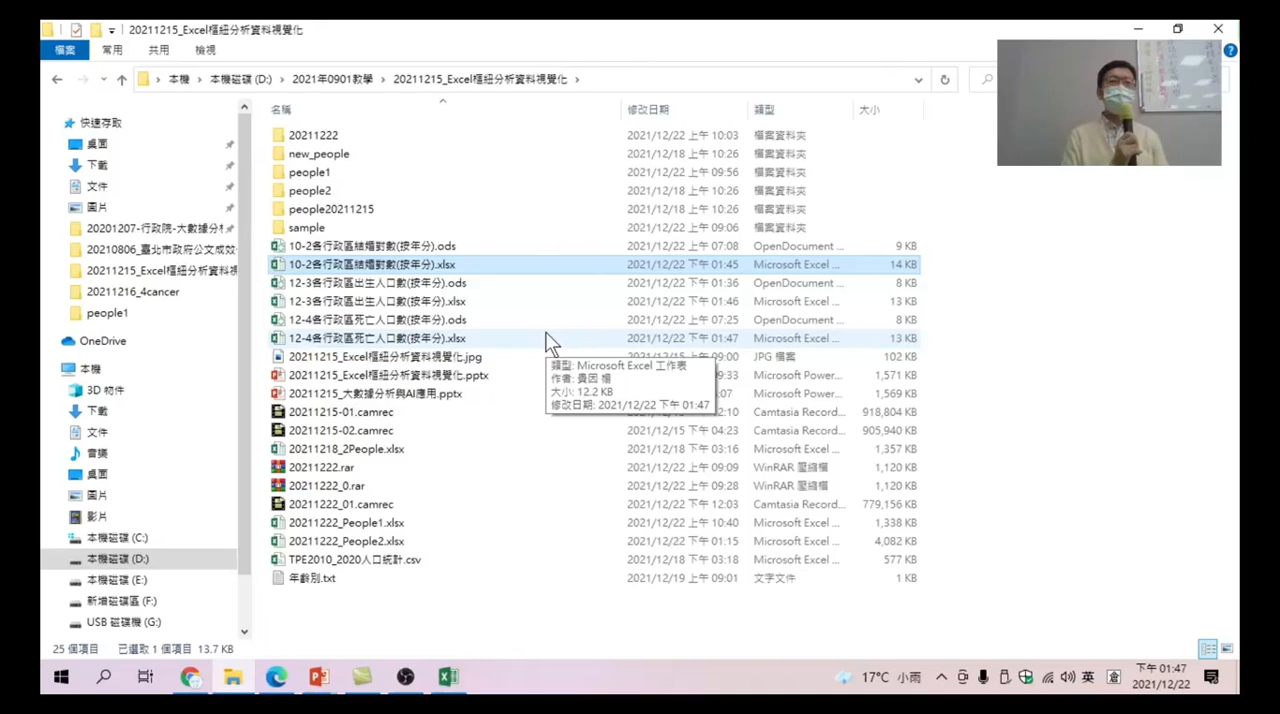 20211215_Excel樞紐分析資料視覺化
檔案 常用 共用 檢視
本機 本機磁碟 (D:) 2021年0901教學 20211215_Excel樞紐分析資料視覺化
名稱 修改日期 類型 大小
快速存取
桌面
下載
文件
圖片
20201207-行政院-大數據分
20210806_臺北市政府公文成效
20211215_Excel樞紐分析資料視
20211216_4cancer
people1
OneDrive
本機
3D 物件
下載
文件
音樂
桌面
圖片
影片
本機磁碟 (C:)
本機磁碟 (D:)
本機磁碟 (E:)
新增磁碟區 (F:)
USB 磁碟機 (G:)
20211222 2021/12/22 上午 10:03 檔案資料夾
new_people 2021/12/18 上午 10:26 檔案資料夾
people1 2021/12/22 上午 09:56 檔案資料夾
people2 2021/12/18 上午 10:26 檔案資料夾
people20211215 2021/12/18 上午 10:26 檔案資料夾
sample 2021/12/22 上午 09:06 檔案資料夾
10-2各行政區結婚對數(按年分).ods 2021/12/22 上午 07:08 OpenDocument ... 9 KB
10-2各行政區結婚對數(按年分).xlsx 2021/12/22 下午 01:45 Microsoft Excel ... 14 KB
12-3各行政區出生人口數(按年分).ods 2021/12/22 下午 01:36 OpenDocument ... 8 KB
12-3各行政區出生人口數(按年分).xlsx 2021/12/22 下午 01:46 Microsoft Excel ... 13 KB
12-4各行政區死亡人口數(按年分).ods 2021/12/22 上午 07:25 OpenDocument ... 8 KB
12-4各行政區死亡人口數(按年分).xlsx 2021/12/22 下午 01:47 Microsoft Excel ... 13 KB
20211215_Excel樞紐分析資料視覺化.jpg 2021/12/15 上午 09:00 JPG 檔案 102 KB
20211215_Excel樞紐分析資料視覺化.pptx 09:33 Microsoft Power... 1,571 KB
20211215_大數據分析與AI應用.pptx :07 Microsoft Power... 1,569 KB
20211215-01.camrec 2:10 Camtasia Record... 918,804 KB
20211215-02.camrec 2021/12/15 下午 04:23 Camtasia Record... 905,940 KB
20211218_2People.xlsx 2021/12/18 下午 03:16 Microsoft Excel ... 1,357 KB
20211222.rar 2021/12/22 上午 09:09 WinRAR 壓縮檔 1,120 KB
20211222_0.rar 2021/12/22 上午 09:28 WinRAR 壓縮檔 1,120 KB
20211222_01.camrec 2021/12/22 下午 12:03 Camtasia Record... 779,156 KB
20211222_People1.xlsx 2021/12/22 上午 10:40 Microsoft Excel ... 1,338 KB
20211222_People2.xlsx 2021/12/22 下午 01:15 Microsoft Excel ... 4,082 KB
TPE2010_2020人口統計.csv 2021/12/18 下午 03:18 Microsoft Excel ... 577 KB
年齡別.txt 2021/12/19 上午 09:01 文字文件 1 KB
類型: Microsoft Excel 工作表
作者: 貴因 楊
大小: 12.2 KB
修改日期: 2021/12/22 下午 01:47
25 個項目 已選取 1 個項目 13.7 KB
17°C 小雨 英 倉 下午 01:47
2021/12/22